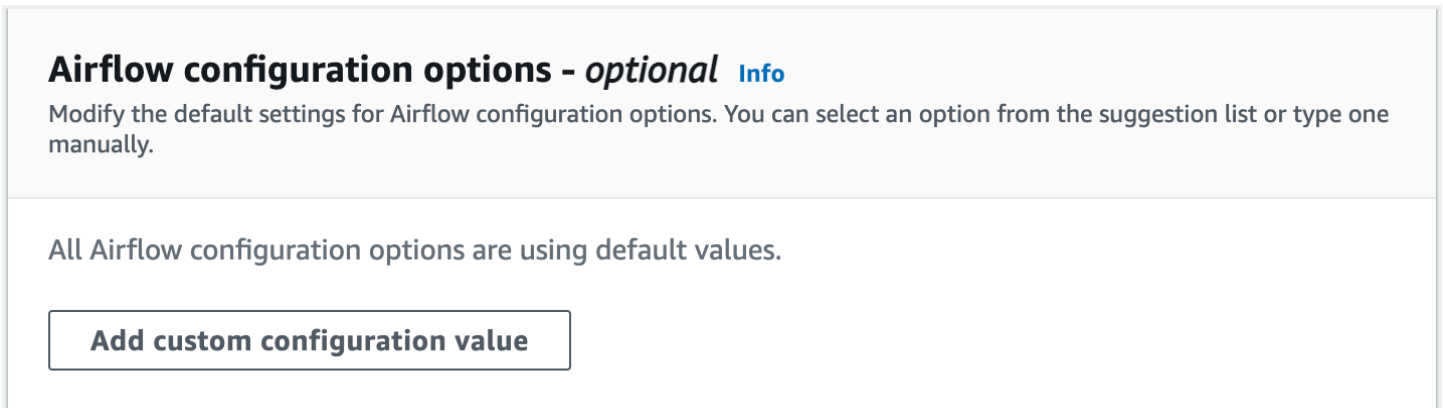 Airflow configuration options - optional Info
Modify the default settings for Airflow configuration options. You can select an option from the suggestion list or type one
manually.
All Airflow configuration options are using default values.
Add custom configuration value